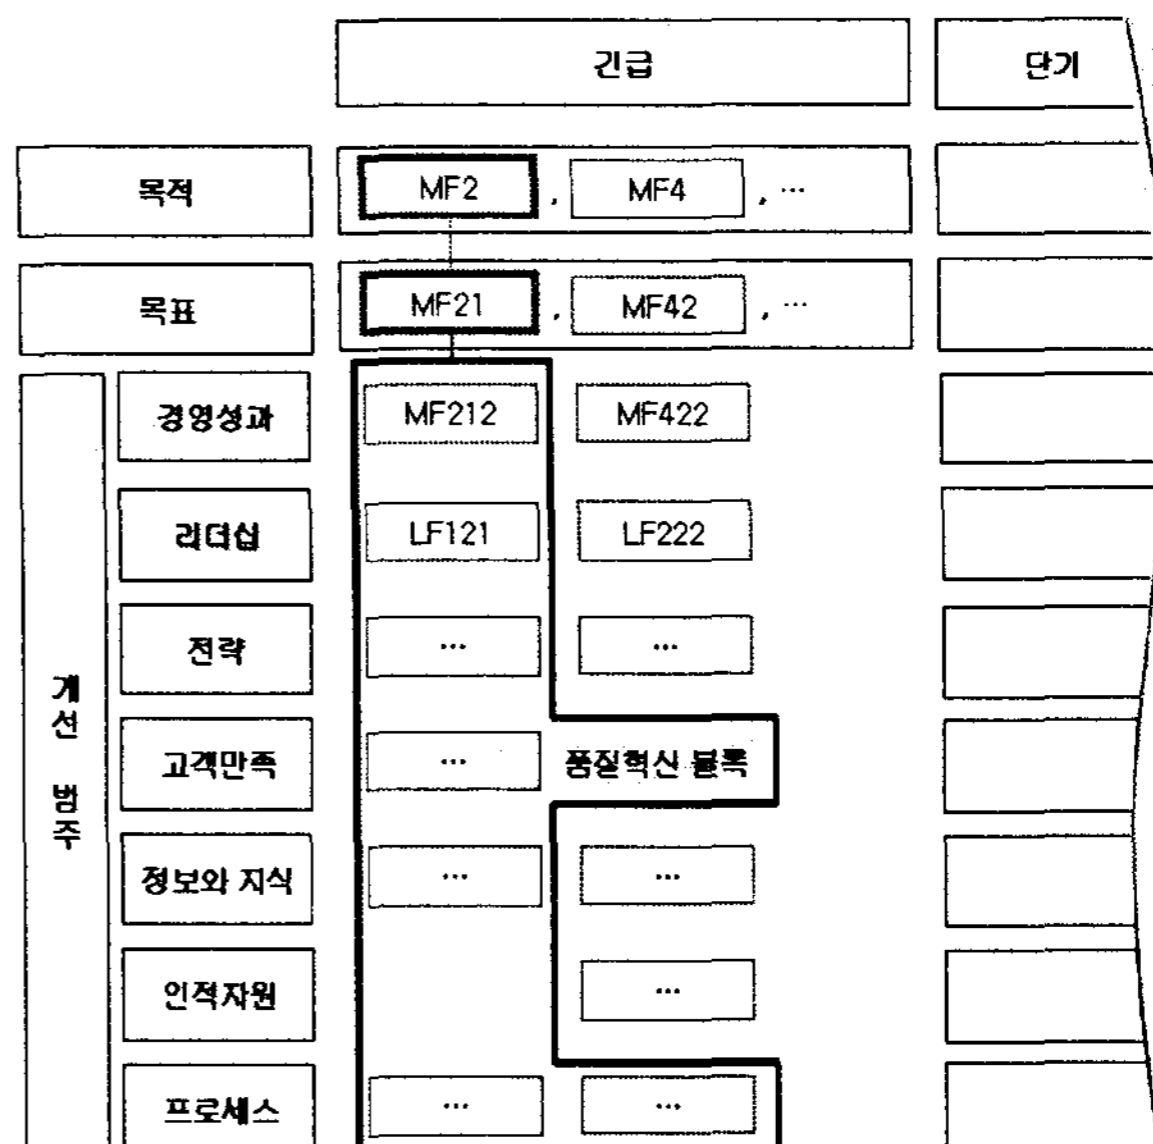 긴급
단기
목적
MF2 , MF4 , …
목표
MF21 , MF42 , …
개선 범주
경영성과
MF212
MF422
리더십
LF121
LF222
전략
…
…
고객만족
…
품질혁신 블록
정보와 지식
…
…
인적자원
…
프로세스
…
…